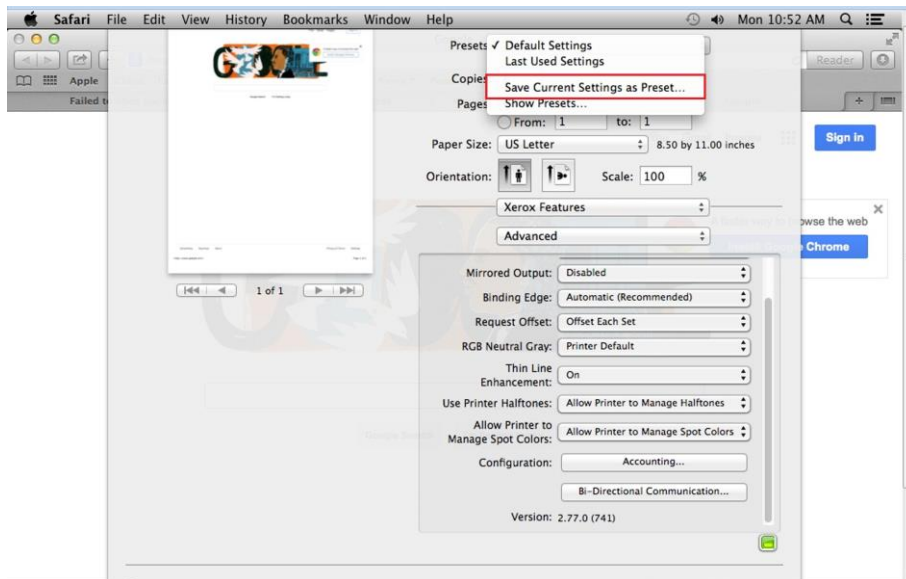 Safari File Edit View History Bookmarks Window Help Mon 10:52 AM
Reader
Apple
Failed t
Presets ✓ Default Settings
Last Used Settings
Save Current Settings as Preset...
Show Presets...
Copies
Pages
From: 1 to: 1
Sign in
Paper Size: US Letter 8.50 by 11.00 inches
Orientation: Scale: 100 %
Xerox Features
owse the web
Advanced
Chrome
Mirrored Output: Disabled
1 of 1
Binding Edge: Automatic (Recommended)
Request Offset: Offset Each Set
RGB Neutral Gray: Printer Default
Thin Line
Enhancement: On
Use Printer Halftones: Allow Printer to Manage Halftones
Allow Printer to
Manage Spot Colors: Allow Printer to Manage Spot Colors
Configuration: Accounting...
Bi-Directional Communication...
Version: 2.77.0 (741)